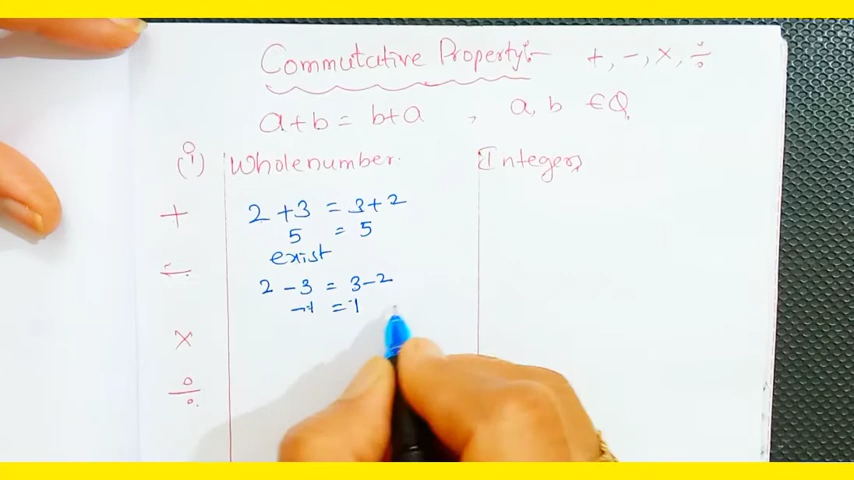 Commutative Property:- +, -, ×, ÷
a+b = b+a , a, b ∈ Q
(i) Wholenumber. Integers
+ 2 + 3 = 3+2
5 = 5
exist
- 2 - 3 = 3-2
-1 = 1
×
÷